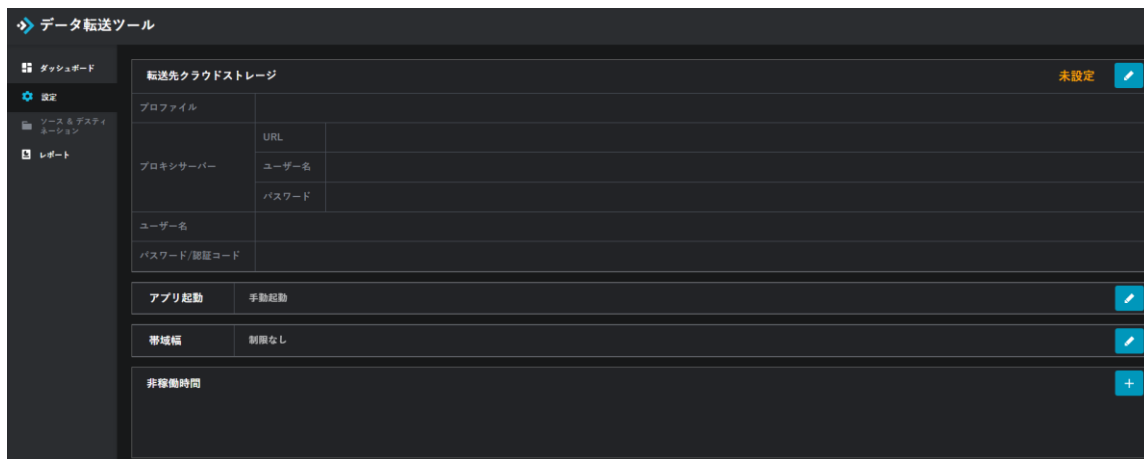 データ転送ツール
ダッシュボード
設定
ソース & デスティ
ネーション
レポート
転送先クラウドストレージ
未設定
プロファイル
プロキシサーバー
URL
ユーザー名
パスワード
ユーザー名
パスワード/認証コード
アプリ起動
手動起動
帯域幅
制限なし
非稼働時間